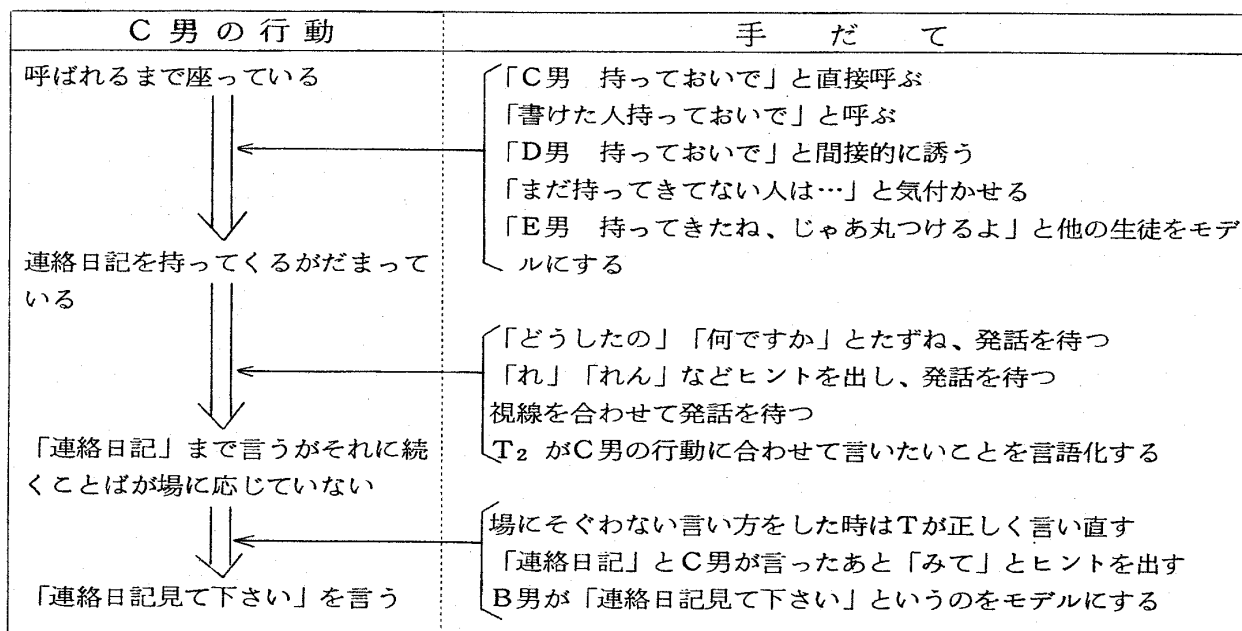 C男の行動
手だて
呼ばれるまで座っている
「C男 持っておいで」と直接呼ぶ
「書けた人持っておいで」と呼ぶ
「D男 持っておいで」と間接的に誘う
「まだ持ってきてない人は…」と気付かせる
「E男 持ってきたね、じゃあ丸つけるよ」と他の生徒をモデ
ルにする
連絡日記を持ってくるがだまって
いる
「どうしたの」「何ですか」とたずね、発話を待つ
「れ」「れん」などヒントを出し、発話を待つ
視線を合わせて発話を待つ
T₂ がC男の行動に合わせて言いたいことを言語化する
「連絡日記」まで言うがそれに続
くことばが場に応じていない
場にそぐわない言い方をした時はTが正しく言い直す
「連絡日記」とC男が言ったあと「みて」とヒントを出す
B男が「連絡日記見て下さい」というのをモデルにする
「連絡日記見て下さい」を言う